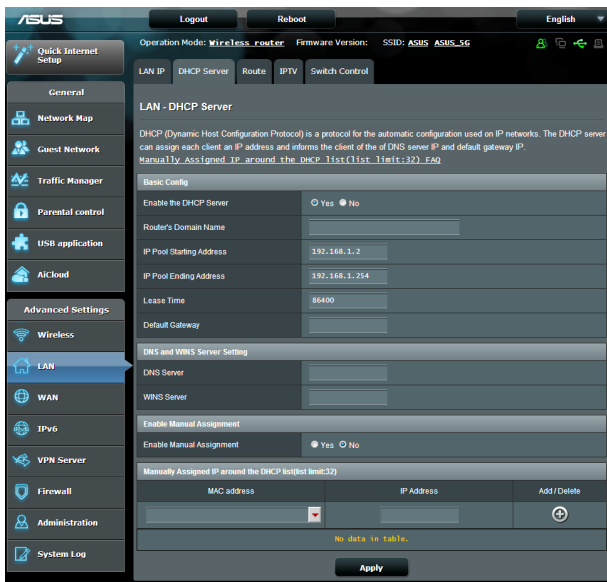 ASUS
Logout
Reboot
English
Quick Internet
Setup
Operation Mode: Wireless router Firmware Version: SSID: ASUS ASUS_5G
LAN IP
DHCP Server
Route
IPTV
Switch Control
General
Network Map
Guest Network
Traffic Manager
Parental control
USB application
AiCloud
Advanced Settings
Wireless
LAN
WAN
IPv6
VPN Server
Firewall
Administration
System Log
LAN - DHCP Server
DHCP (Dynamic Host Configuration Protocol) is a protocol for the automatic configuration used on IP networks. The DHCP server
can assign each client an IP address and informs the client of the of DNS server IP and default gateway
IP.
Manually Assigned IP around the DHCP list(list limit:32) FAQ
Basic Config
Enable the DHCP Server
Yes No
Router's Domain Name
IP Pool Starting Address
192.168.1.2
IP Pool Ending Address
192.168.1.254
Lease Time
86400
Default Gateway
DNS and WINS Server Setting
DNS Server
WINS Server
Enable Manual Assignment
Enable Manual Assignment
Yes No
Manually Assigned IP around the DHCP list(list limit:32)
MAC address
IP Address
Add / Delete
No data in table.
Apply